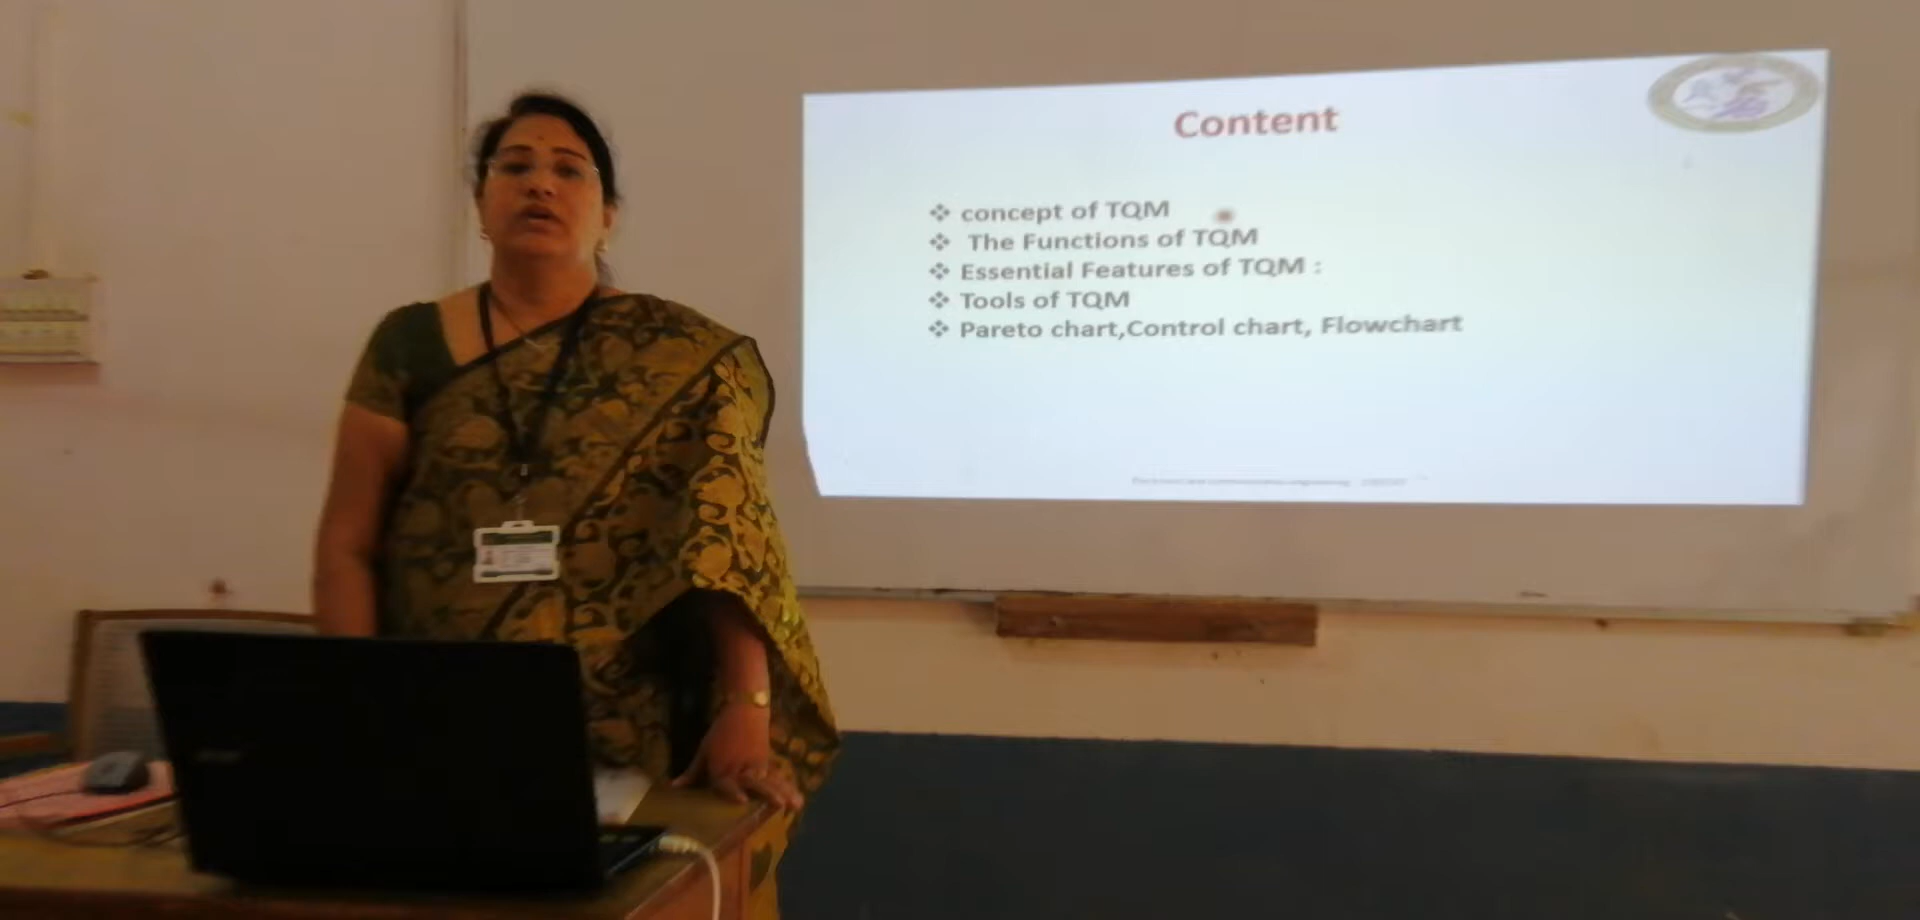 Content
❖ concept of TQM
❖ The Functions of TQM
❖ Essential Features of TQM :
❖ Tools of TQM
❖ Pareto chart,Control chart, Flowchart